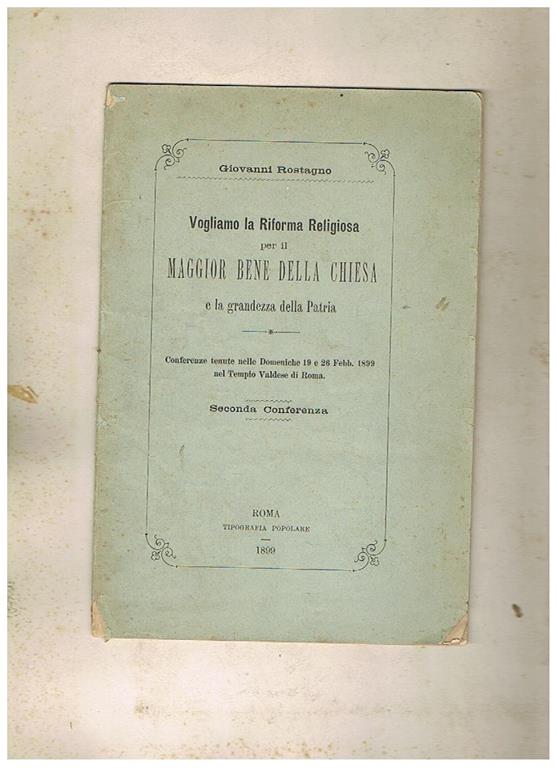 Giovanni Rostagno
Vogliamo la Riforma Religiosa
per il
MAGGIOR BENE DELLA CHIESA
e la grandezza della Patria
Conferenze tenute nelle Domeniche 19 e 26 Febb. 1899
nel Tempio Valdese di Roma.
Seconda Conferenza
ROMA
TIPOGRAFIA POPOLARE
1899